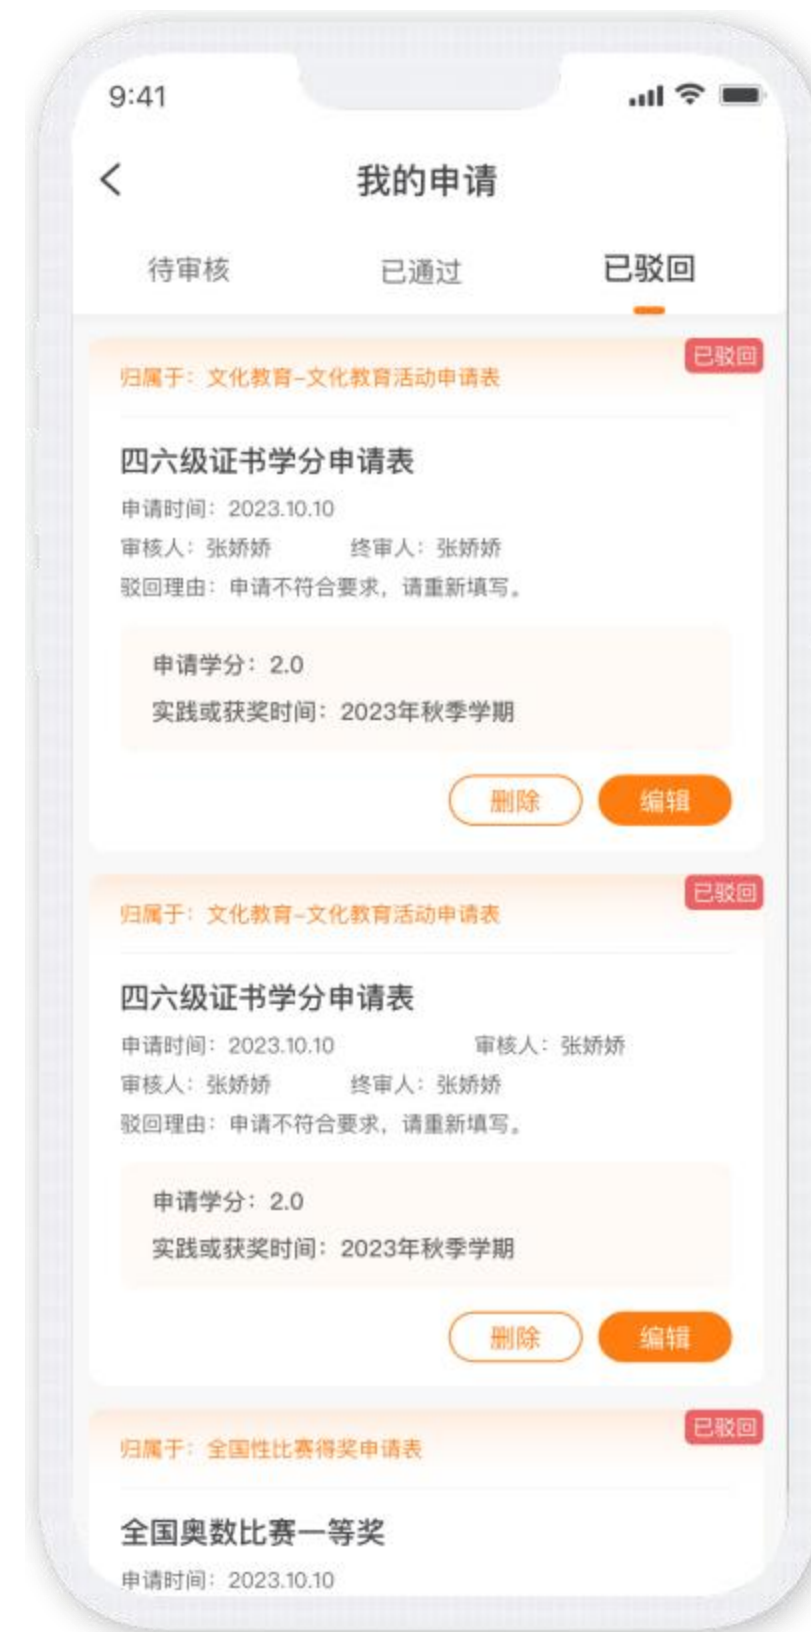 9:41
我的申请
待审核 已通过 已驳回
已驳回
归属于：文化教育-文化教育活动申请表
四六级证书学分申请表
申请时间：2023.10.10
审核人：张娇娇 终审人：张娇娇
驳回理由：申请不符合要求，请重新填写。
申请学分：2.0
实践或获奖时间：2023年秋季学期
删除 编辑
已驳回
归属于：文化教育-文化教育活动申请表
四六级证书学分申请表
申请时间：2023.10.10 审核人：张娇娇
审核人：张娇娇 终审人：张娇娇
驳回理由：申请不符合要求，请重新填写。
申请学分：2.0
实践或获奖时间：2023年秋季学期
删除 编辑
已驳回
归属于：全国性比赛得奖申请表
全国奥数比赛一等奖
申请时间：2023.10.10